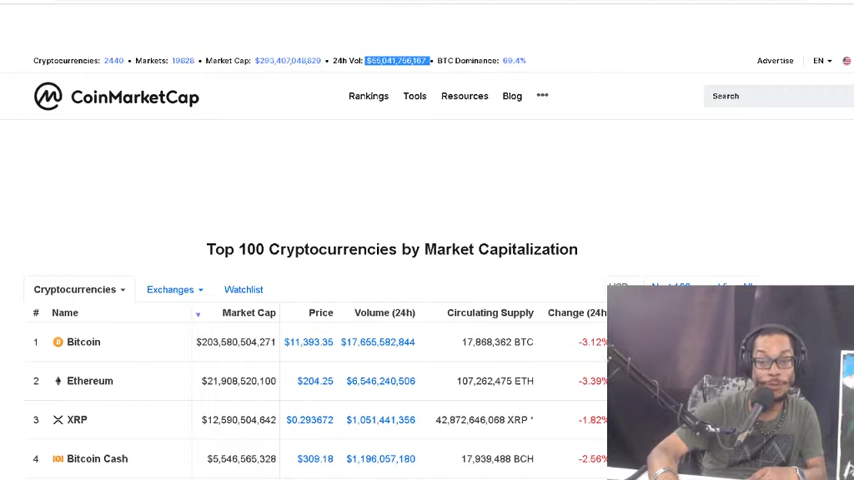 Cryptocurrencies: 2440 • Markets: 19828 • Market Cap: $293,407,048,829 • 24h Vol: $55,041,756,167 • BTC Dominance: 69.4% Advertise EN
CoinMarketCap Rankings Tools Resources Blog ••• Search
Top 100 Cryptocurrencies by Market Capitalization
Cryptocurrencies Exchanges Watchlist
# Name Market Cap Price Volume (24h) Circulating Supply Change (24h
1 Bitcoin $203,580,504,271 $11,393.35 $17,655,582,844 17,868,362 BTC -3.12%
2 Ethereum $21,908,520,100 $204.25 $6,546,240,506 107,262,475 ETH -3.39%
3 XRP $12,590,504,642 $0.293672 $1,051,441,356 42,872,646,068 XRP * -1.82%
4 Bitcoin Cash $5,546,565,328 $309.18 $1,196,057,180 17,939,488 BCH -2.56%